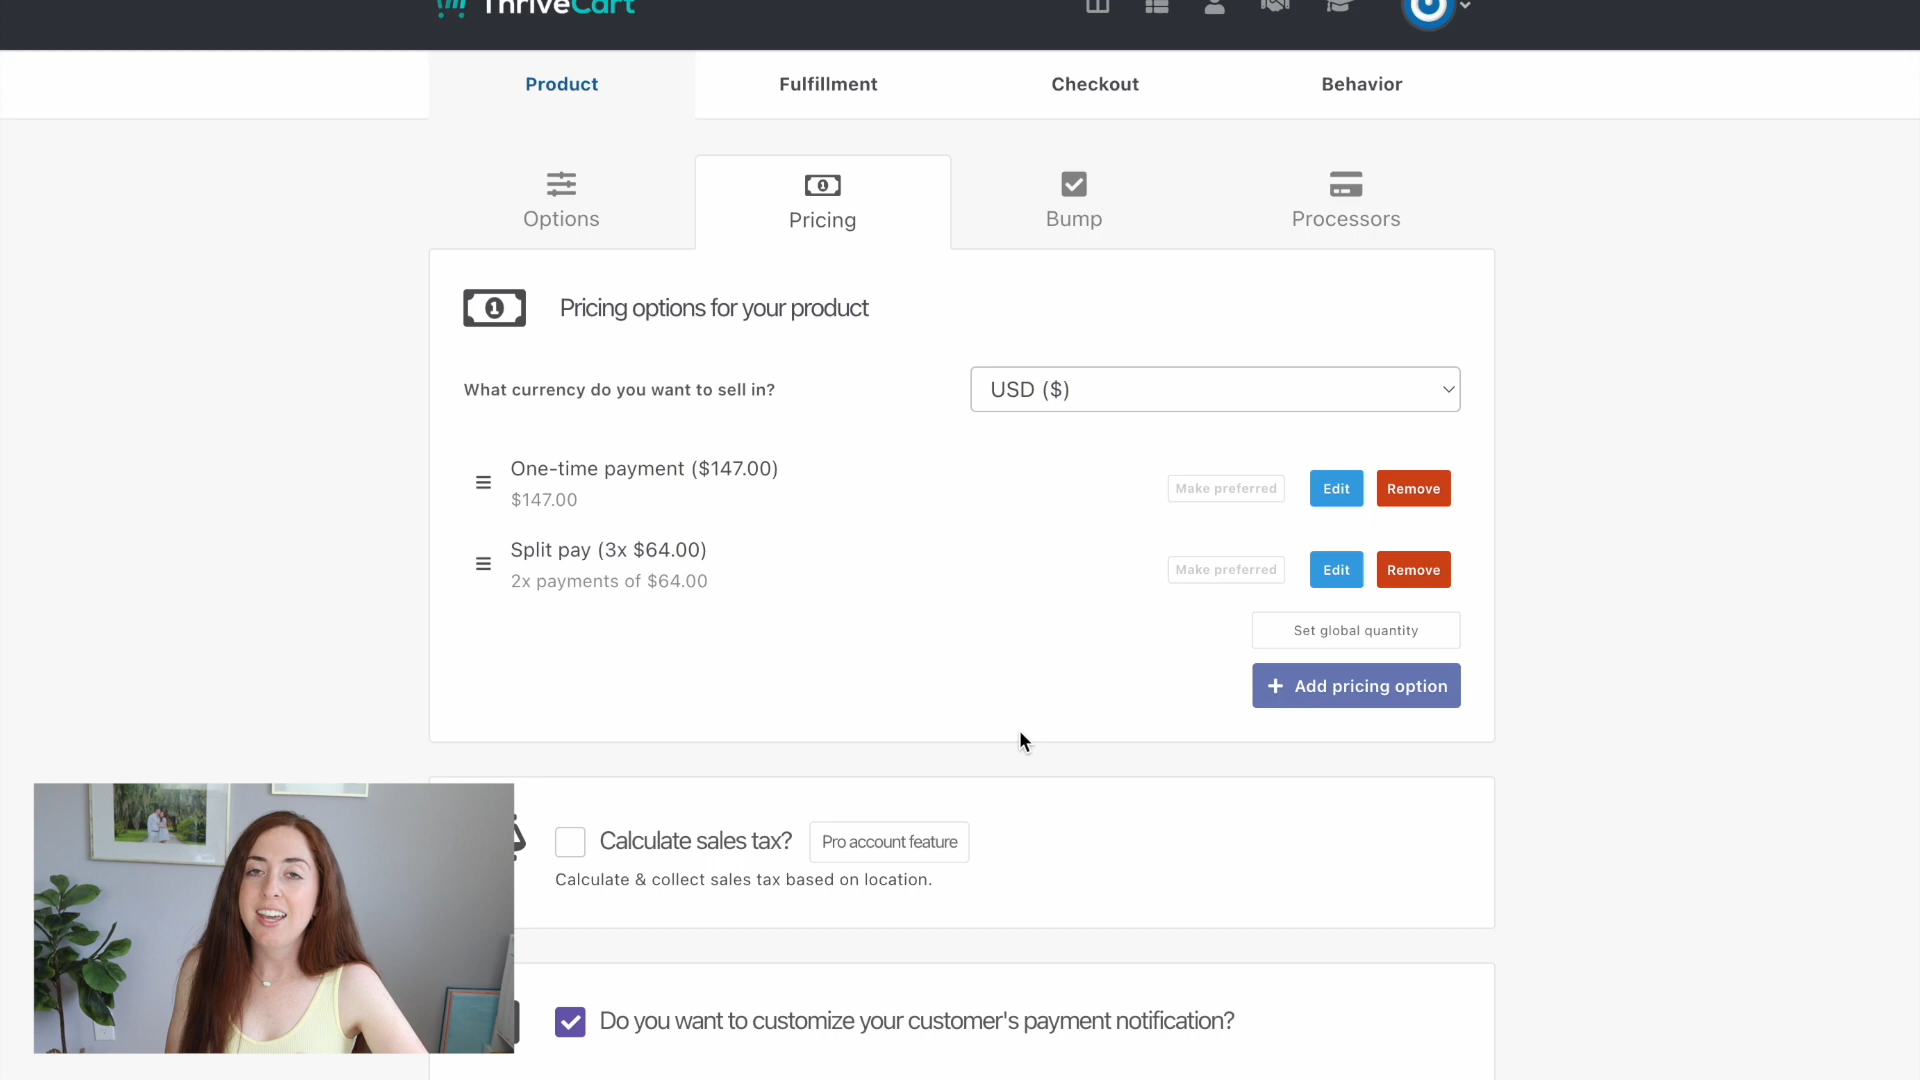 ThriveCart
Product
Fulfillment
Checkout
Behavior
Options
Pricing
Bump
Processors
Pricing options for your product
What currency do you want to sell in?
USD ($)
One-time payment ($147.00)
$147.00
Make preferred
Edit
Remove
Split pay (3x $64.00)
2x payments of $64.00
Make preferred
Edit
Remove
Set global quantity
+ Add pricing option
Calculate sales tax?
Pro account feature
Calculate & collect sales tax based on location.
Do you want to customize your customer's payment notification?